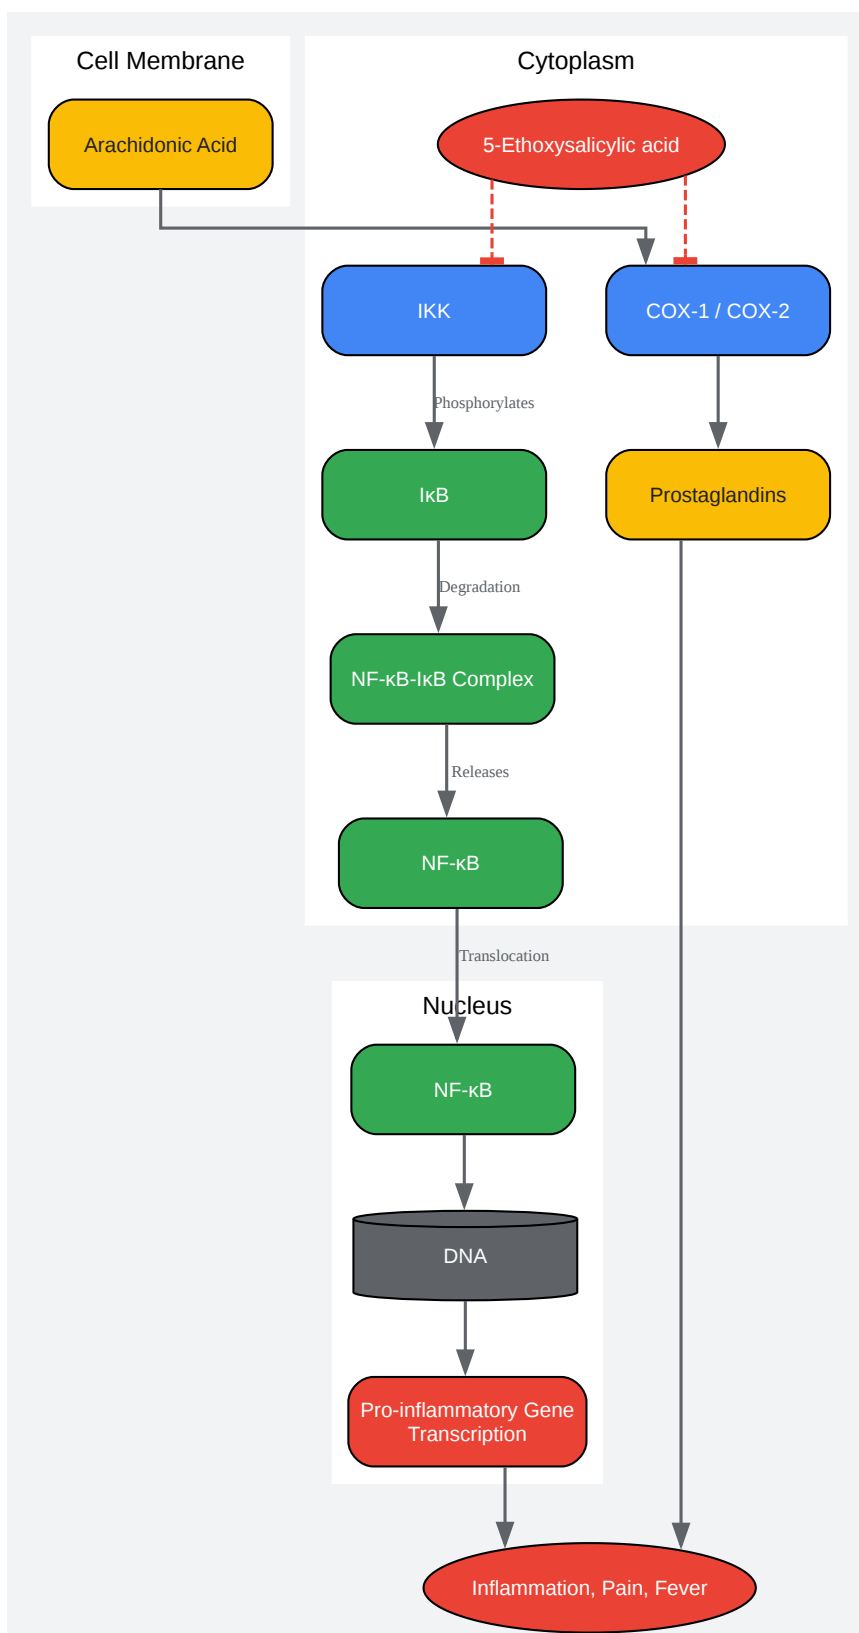 Cell Membrane
Cytoplasm
Arachidonic Acid
5-Ethoxysalicylic acid
IKK
COX-1 / COX-2
Phosphorylates
IκB
Prostaglandins
Degradation
NF-κB-IκB Complex
Releases
NF-κB
Translocation
Nucleus
NF-κB
DNA
Pro-inflammatory Gene
Transcription
Inflammation, Pain, Fever